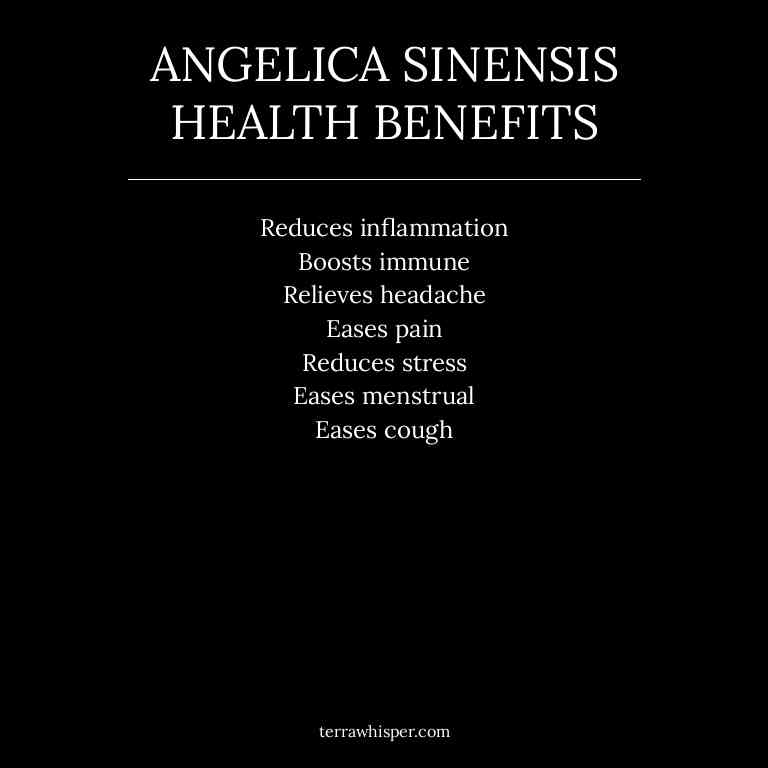 ANGELICA SINENSIS
HEALTH BENEFITS
Reduces inflammation
Boosts immune
Relieves headache
Eases pain
Reduces stress
Eases menstrual
Eases cough
terrawhisper.com